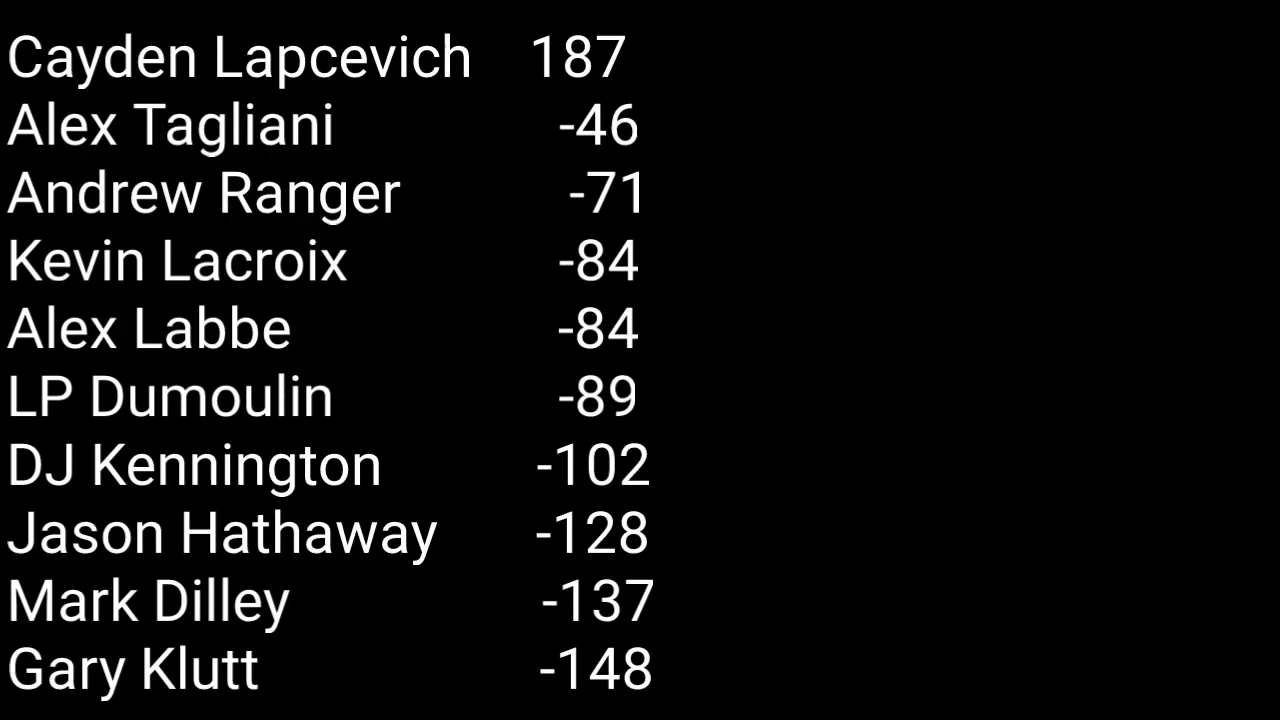 Cayden Lapcevich 187
Alex Tagliani -46
Andrew Ranger -71
Kevin Lacroix -84
Alex Labbe -84
LP Dumoulin -89
DJ Kennington -102
Jason Hathaway -128
Mark Dilley -137
Gary Klutt -148